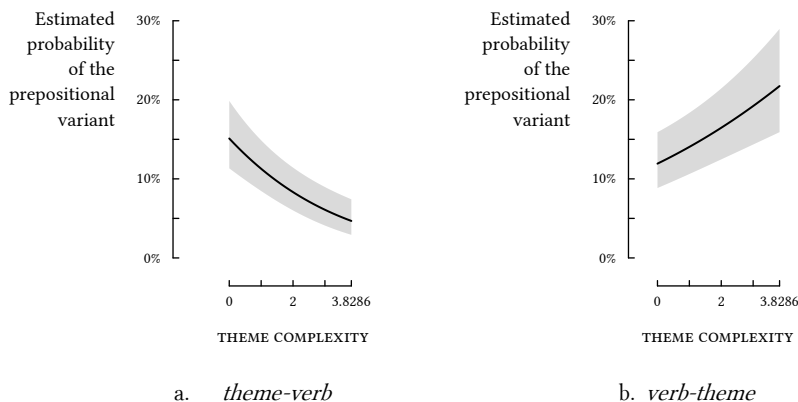 Estimated
probability
of the
prepositional
variant
30%
20%
10%
0%
0 2 3.8286
THEME COMPLEXITY
a. theme-verb
Estimated
probability
of the
prepositional
variant
30%
20%
10%
0%
0 2 3.8286
THEME COMPLEXITY
b. verb-theme